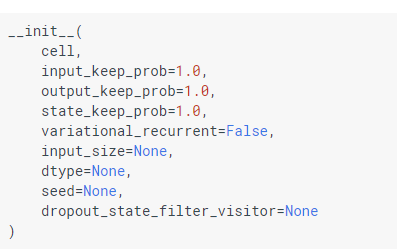 __init__(
    cell,
    input_keep_prob=1.0,
    output_keep_prob=1.0,
    state_keep_prob=1.0,
    variational_recurrent=False,
    input_size=None,
    dtype=None,
    seed=None,
    dropout_state_filter_visitor=None
)